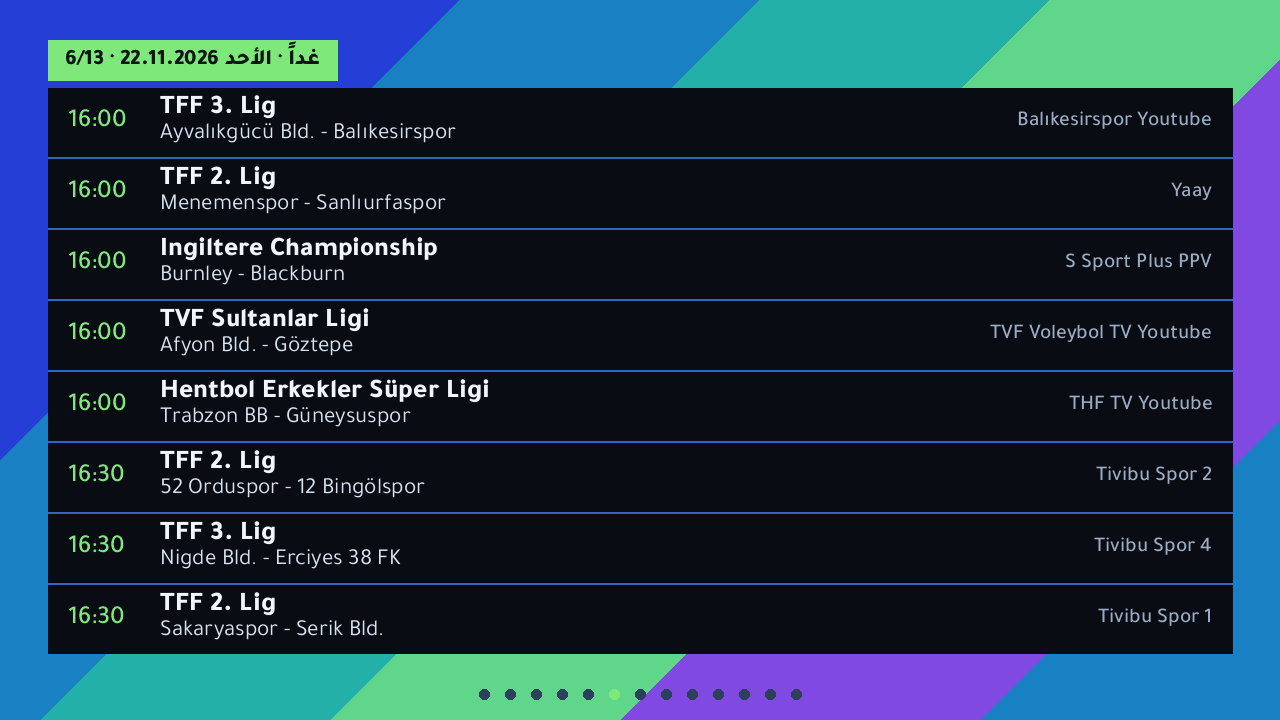 غداً · الأحد 22.11.2026 · 6/13
16:00
TFF 3. Lig
Ayvalıkgücü Bld. - Balıkesirspor
Balıkesirspor Youtube
16:00
TFF 2. Lig
Menemenspor - Sanlıurfaspor
Yaay
16:00
Ingiltere Championship
Burnley - Blackburn
S Sport Plus PPV
16:00
TVF Sultanlar Ligi
Afyon Bld. - Göztepe
TVF Voleybol TV Youtube
16:00
Hentbol Erkekler Süper Ligi
Trabzon BB - Güneysuspor
THF TV Youtube
16:30
TFF 2. Lig
52 Orduspor - 12 Bingölspor
Tivibu Spor 2
16:30
TFF 3. Lig
Nigde Bld. - Erciyes 38 FK
Tivibu Spor 4
16:30
TFF 2. Lig
Sakaryaspor - Serik Bld.
Tivibu Spor 1